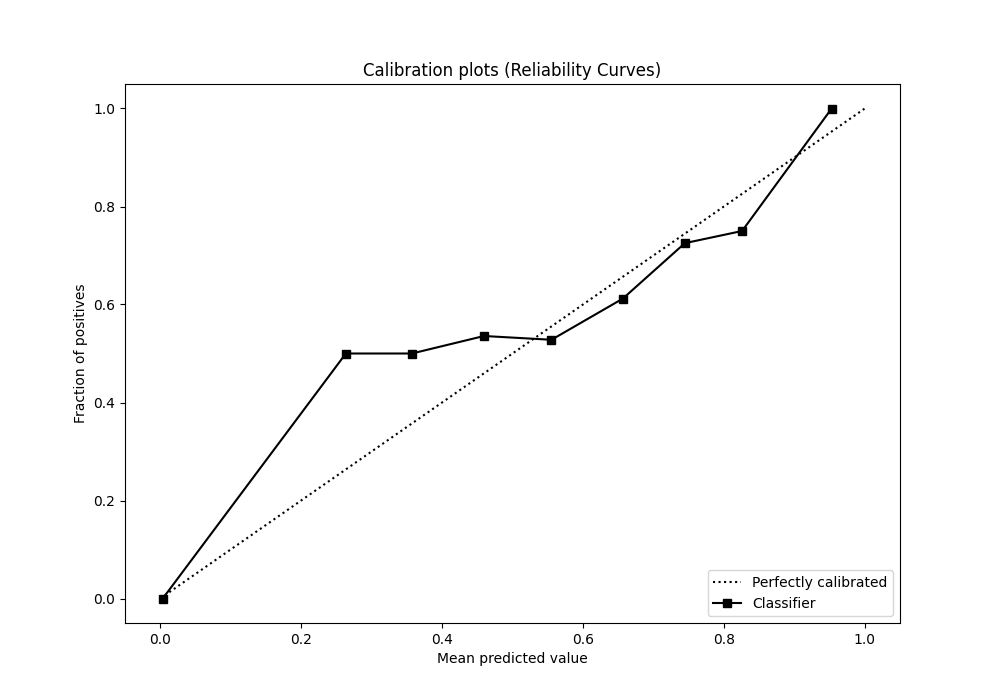 Calibration plots (Reliability Curves)
Fraction of positives
1.0
0.8
0.6
0.4
0.2
0.0
0.0 0.2 0.4 0.6 0.8 1.0
Mean predicted value
Perfectly calibrated
Classifier